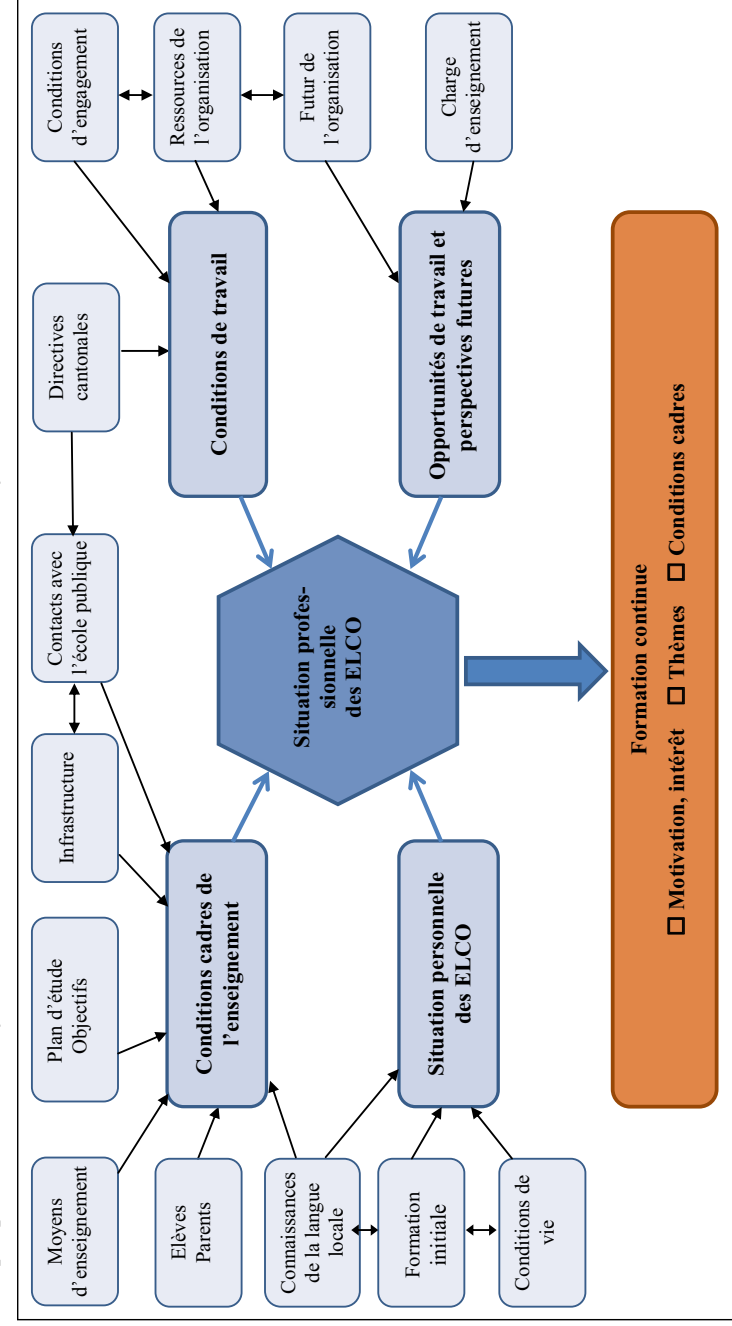 Moyens
d'enseignement
Plan d'étude
Objectifs
Infrastructure
Contacts avec
l'école publique
Directives
cantonales
Conditions
d'engagement
Elèves
Parents
Conditions cadres de
l'enseignement
Conditions de travail
Ressources de
l'organisation
Connaissances
de la langue
locale
Situation profes-
sionnelle
des ELCO
Futur de
l'organisation
Formation
initiale
Situation personnelle
des ELCO
Opportunités de travail et
perspectives futures
Charge
d'enseignement
Conditions de
vie
Formation continue
□ Motivation, intérêt □ Thèmes □ Conditions cadres